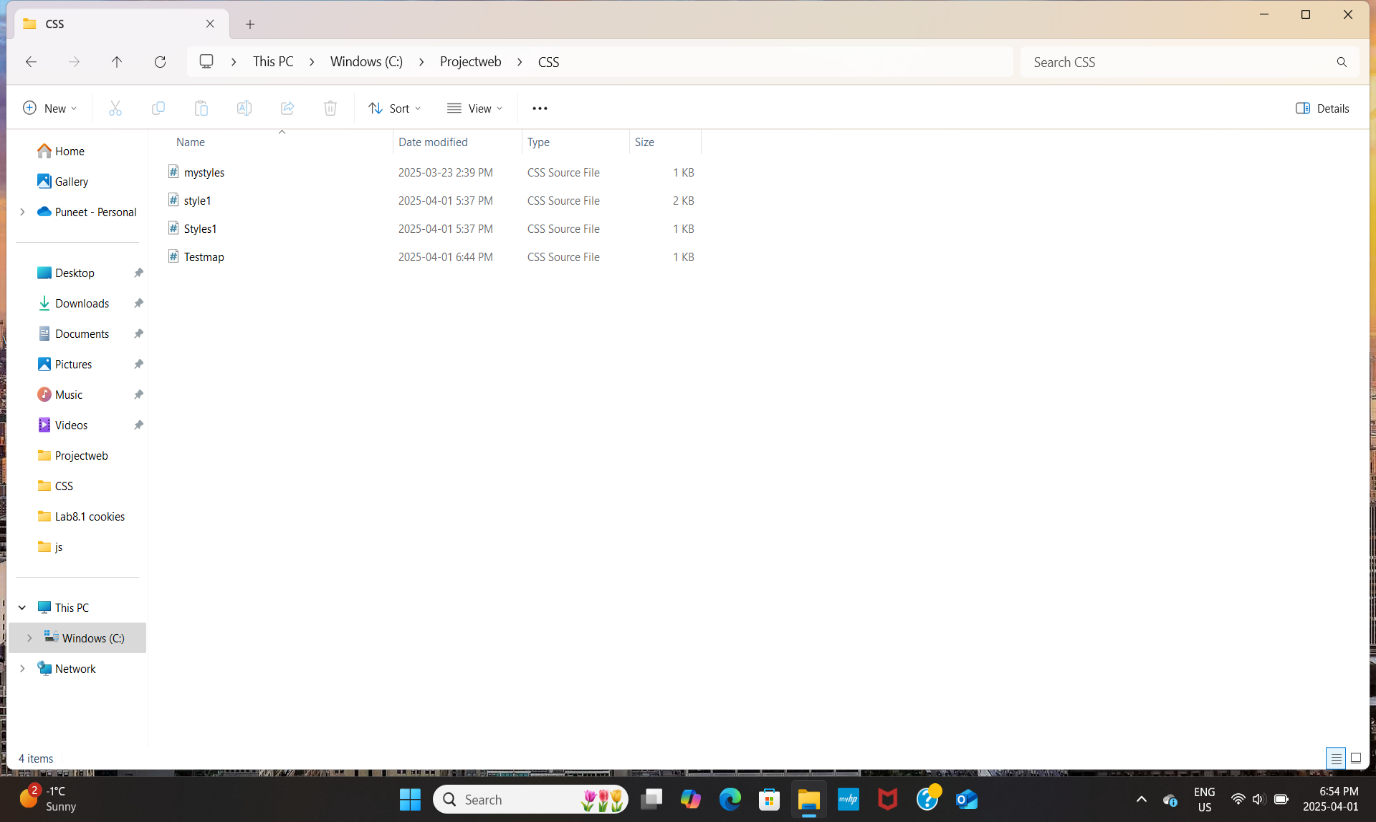 CSS
This PC > Windows (C:) > Projectweb > CSS
Search CSS
New
Sort
View
Details
Name Date modified Type Size
mystyles 2025-03-23 2:39 PM CSS Source File 1 KB
style1 2025-04-01 5:37 PM CSS Source File 2 KB
Styles1 2025-04-01 5:37 PM CSS Source File 1 KB
Testmap 2025-04-01 6:44 PM CSS Source File 1 KB
Home
Gallery
Puneet - Personal
Desktop
Downloads
Documents
Pictures
Music
Videos
Projectweb
CSS
Lab8.1 cookies
js
This PC
Windows (C:)
Network
4 items
2
-1°C
Sunny
Search
myhp
ENG
US
6:54 PM
2025-04-01